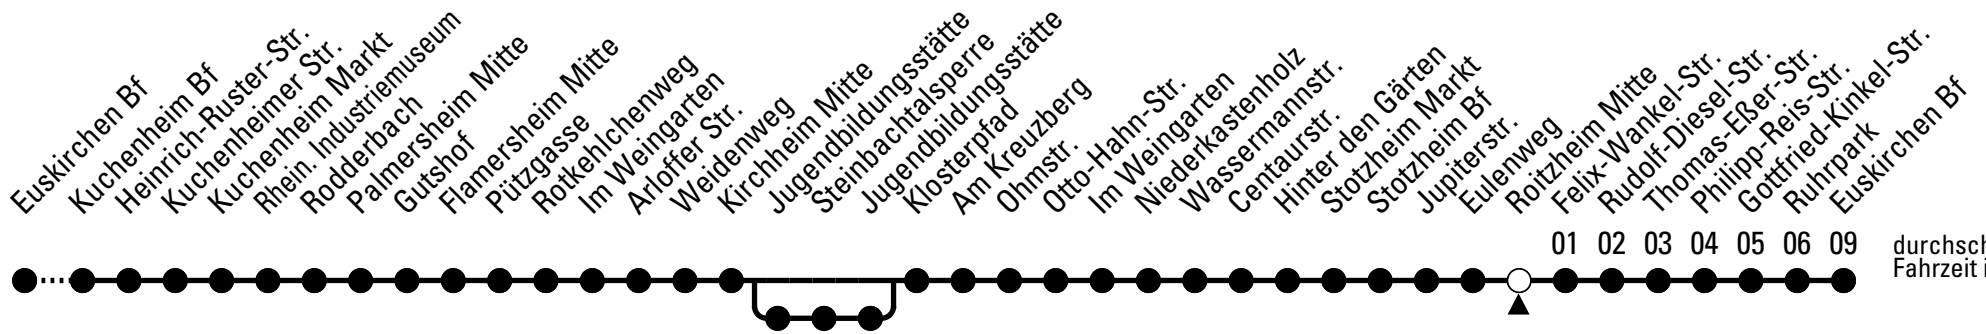 Euskirchen Bf
Kuchenheim Bf
Heinrich-Ruster-Str.
Kuchenheimer Str.
Kuchenheim Markt
Rhein. Industriemuseum
Rodderbach
Palmersheim Mitte
Gutshof
Flamersheim Mitte
Pützgasse
Rotkehlchenweg
Im Weingarten
Arloffer Str.
Weidenweg
Kirchheim Mitte
Jugendbildungsstätte
Steinbachtalsperre
Jugendbildungsstätte
Klosterpfad
Am Kreuzberg
Ohmstr.
Otto-Hahn-Str.
Im Weingarten
Niederkastenholz
Wassermannstr.
Centaurstr.
Hinter den Gärten
Stotzheim Markt
Stotzheim Bf
Jupiterstr.
Eulenweg
Roitzheim Mitte
Felix-Wankel-Str.
Rudolf-Diesel-Str.
Thomas-Eßer-Str.
Philipp-Reis-Str.
Gottfried-Kinkel-Str.
Ruhrpark
Euskirchen Bf
01 02 03 04 05 06 09
durchsch
Fahrzeit i